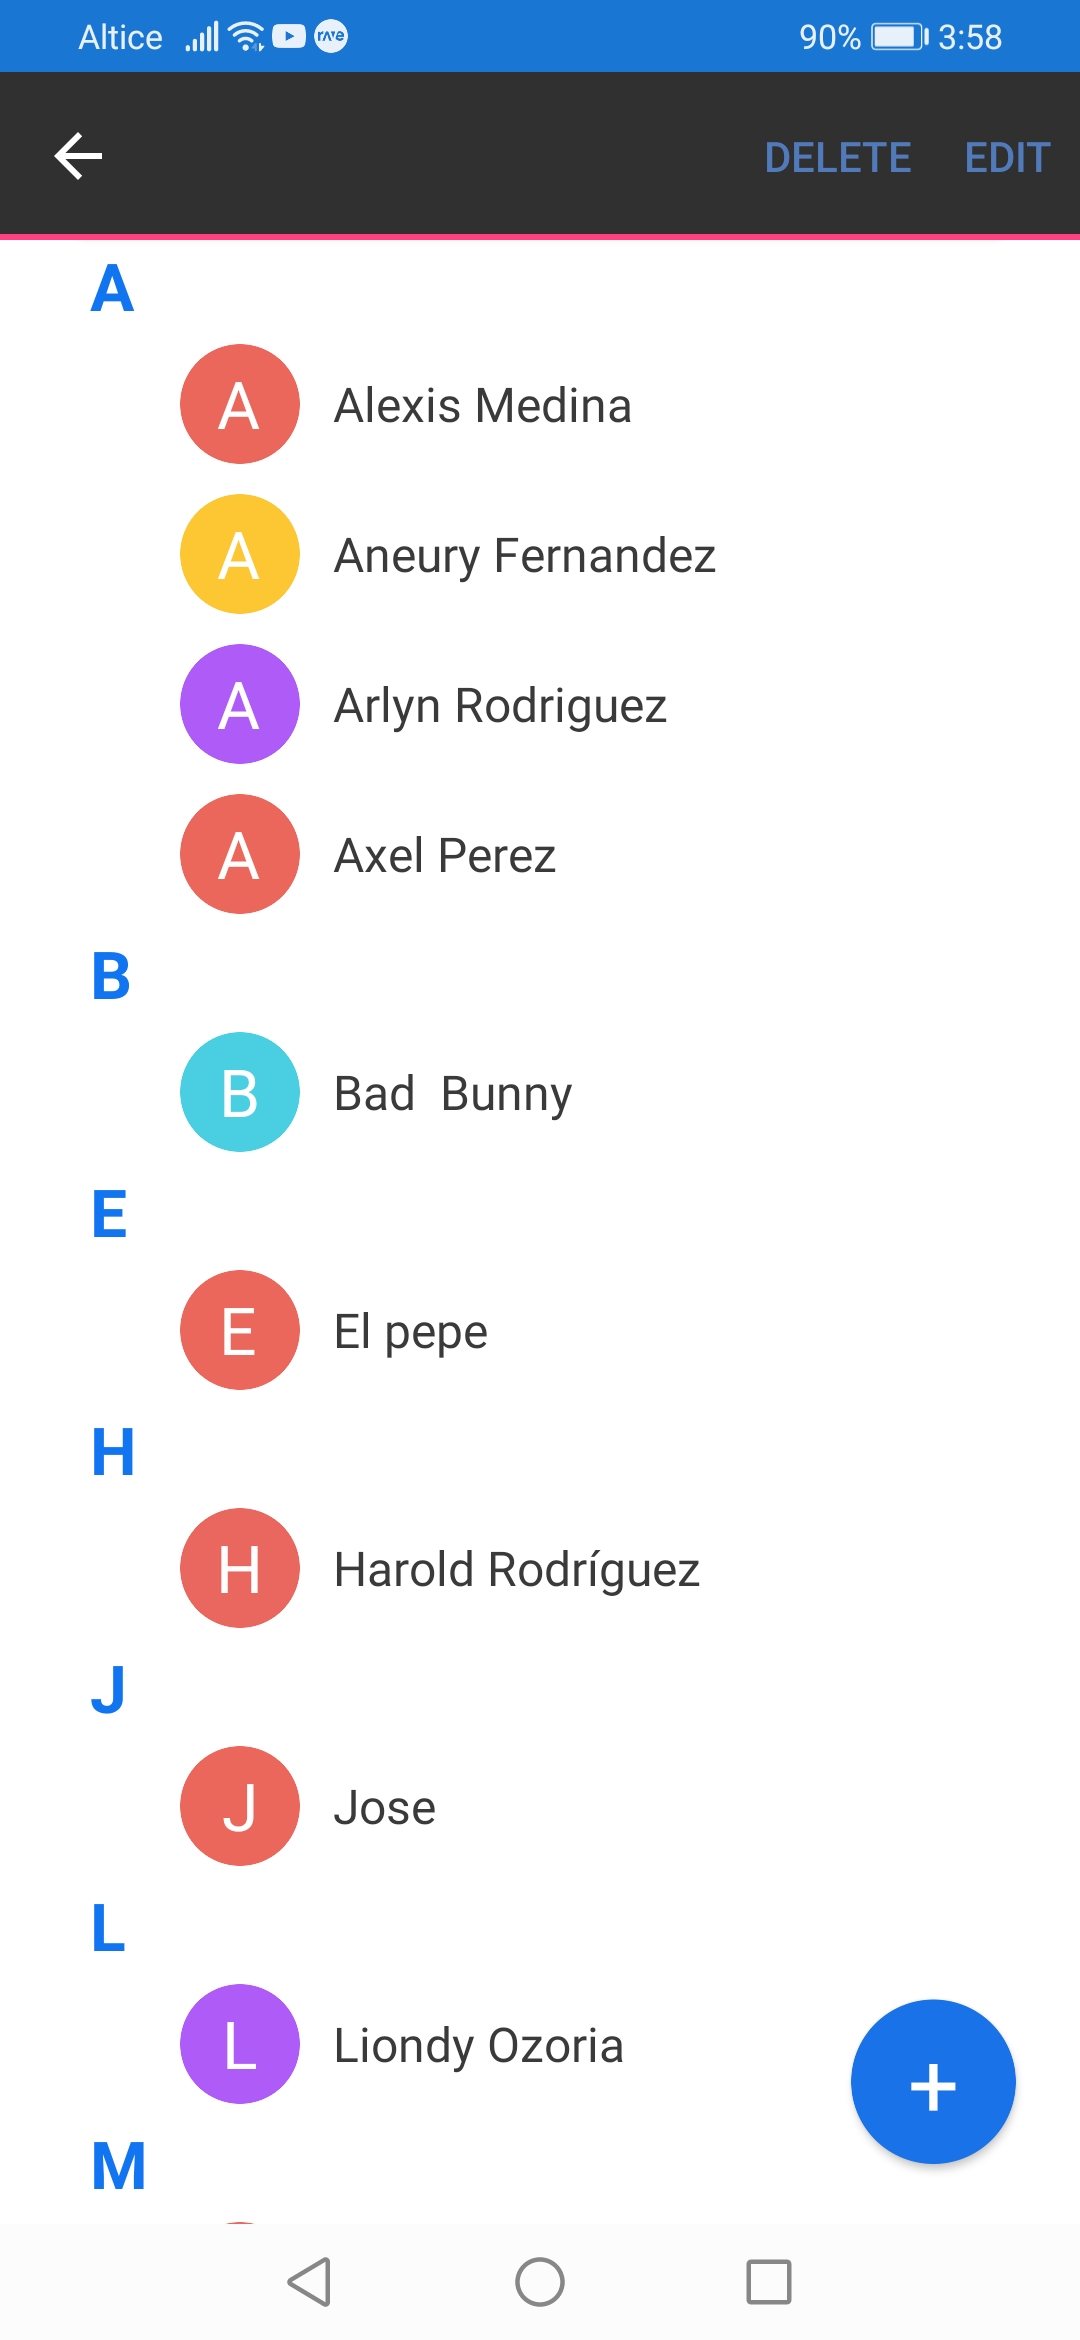 Altice rave 90% 3:58
DELETE EDIT
A
A Alexis Medina
A Aneury Fernandez
A Arlyn Rodriguez
A Axel Perez
B
B Bad  Bunny
E
E El pepe
H
H Harold Rodríguez
J
J Jose
L
L Liondy Ozoria
+
M